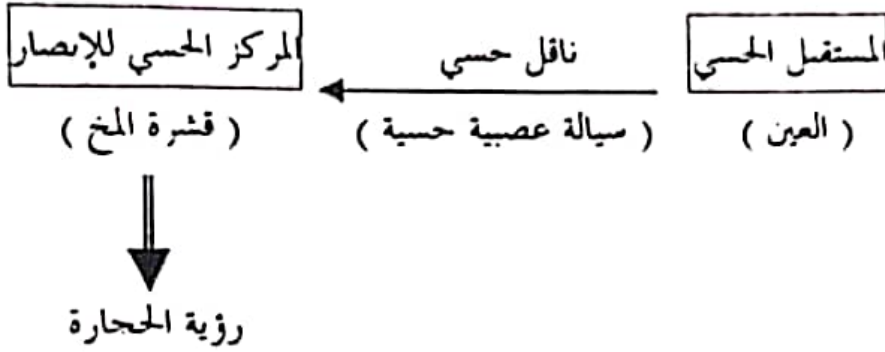 المستقبل الحسي
ناقل حسي
المركز الحسي للإبصار
( العين )
( سيالة عصبية حسية )
( قشرة المخ )
رؤية الحجارة